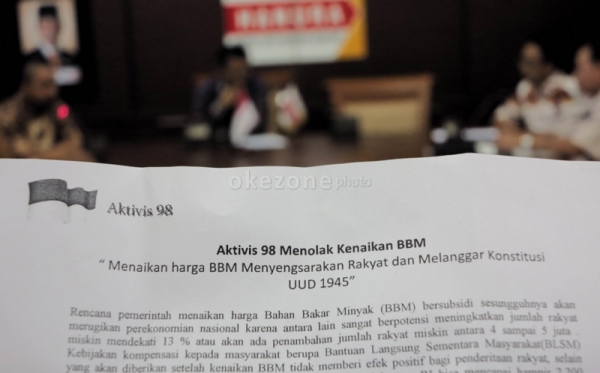 HANURA
okezone photo
Aktivis 98
Aktivis 98 Menolak Kenaikan BBM
“ Menaikan harga BBM Menyengsarakan Rakyat dan Melanggar Konstitusi
UUD 1945”
Rencana pemerintah menaikan harga Bahan Bakar Minyak (BBM) bersubsidi sesungguhnya akan
merugikan perekonomian nasional karena antara lain sangat berpotensi meningkatkan jumlah rakyat
miskin mendekati 13 % atau akan ada penambahan jumlah rakyat miskin antara 4 sampai 5 juta .
Kebijakan kompensasi kepada masyarakat berupa Bantuan Langsung Sementara Masyarakat(BLSM)
yang akan diberikan setelah kenaikan BBM tidak memberi efek positif bagi penderitaan rakyat, selain